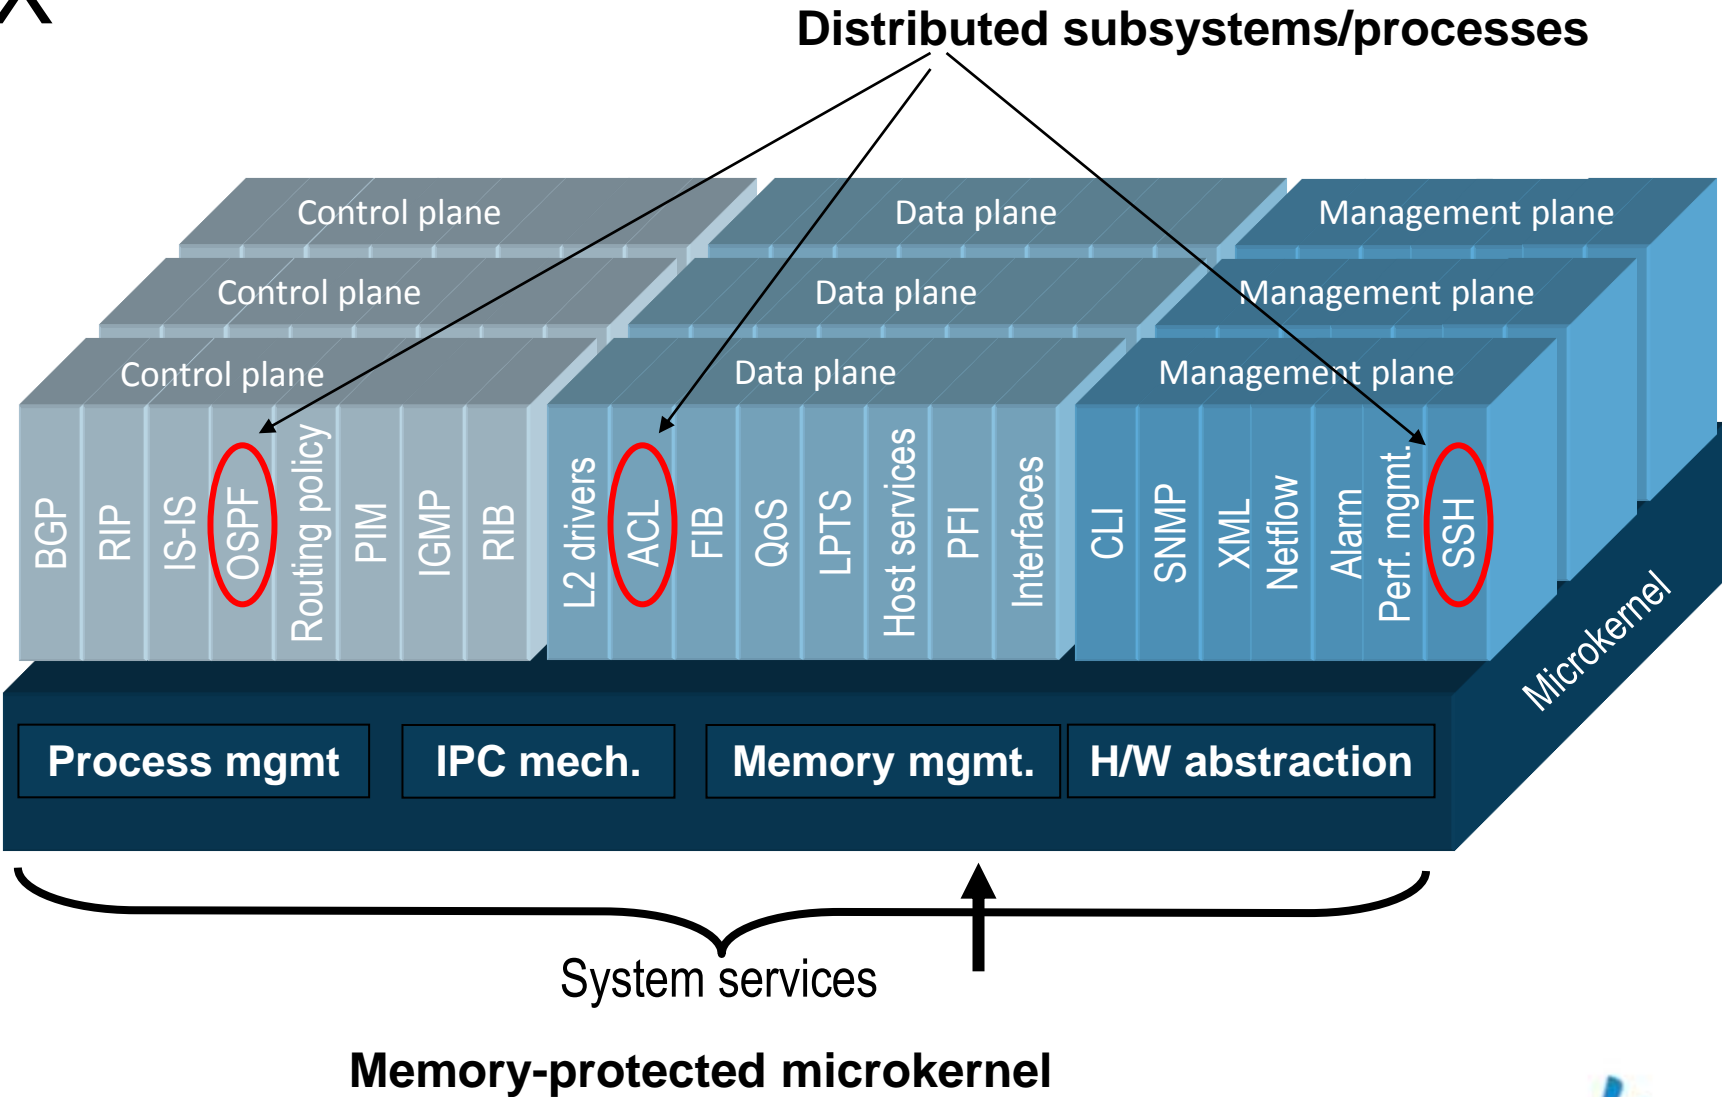 X
Distributed subsystems/processes
Control plane
Data plane
Management plane
Control plane
Data plane
Management plane
Control plane
Data plane
Management plane
BGP
RIP
IS-IS
OSPF
Routing policy
PIM
IGMP
RIB
L2 drivers
ACL
FIB
QoS
LPTS
Host services
PFI
Interfaces
CLI
SNMP
XML
Netflow
Alarm
Perf. mgmt.
SSH
Microkernel
Process mgmt
IPC mech.
Memory mgmt.
H/W abstraction
System services
Memory-protected microkernel